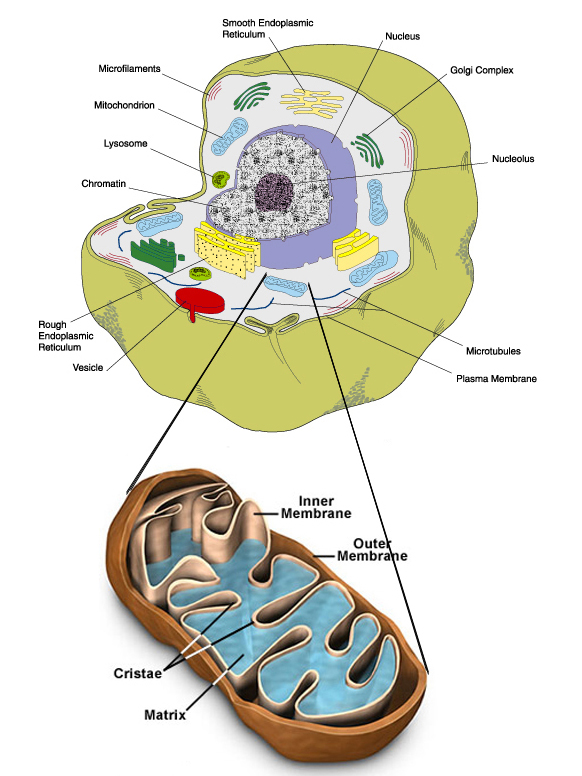 Smooth Endoplasmic
Reticulum
Nucleus
Microfilaments
Golgi Complex
Mitochondrion
Lysosome
Nucleolus
Chromatin
Rough
Endoplasmic
Reticulum
Microtubules
Vesicle
Plasma Membrane
Inner
Membrane
Outer
Membrane
Cristae
Matrix